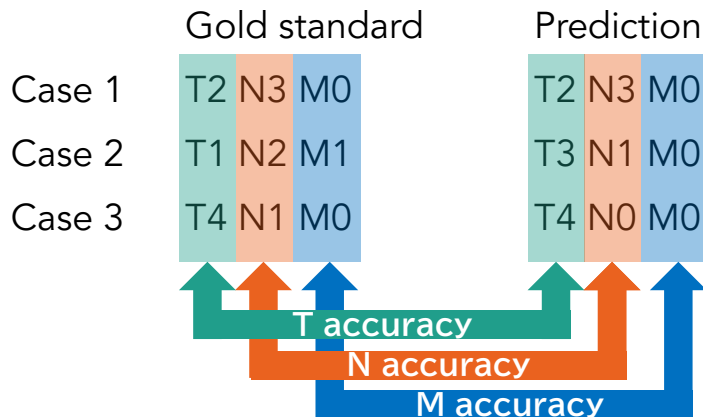 Gold standard Prediction
Case 1 T2 N3 M0 T2 N3 M0
Case 2 T1 N2 M1 T3 N1 M0
Case 3 T4 N1 M0 T4 N0 M0
T accuracy
N accuracy
M accuracy